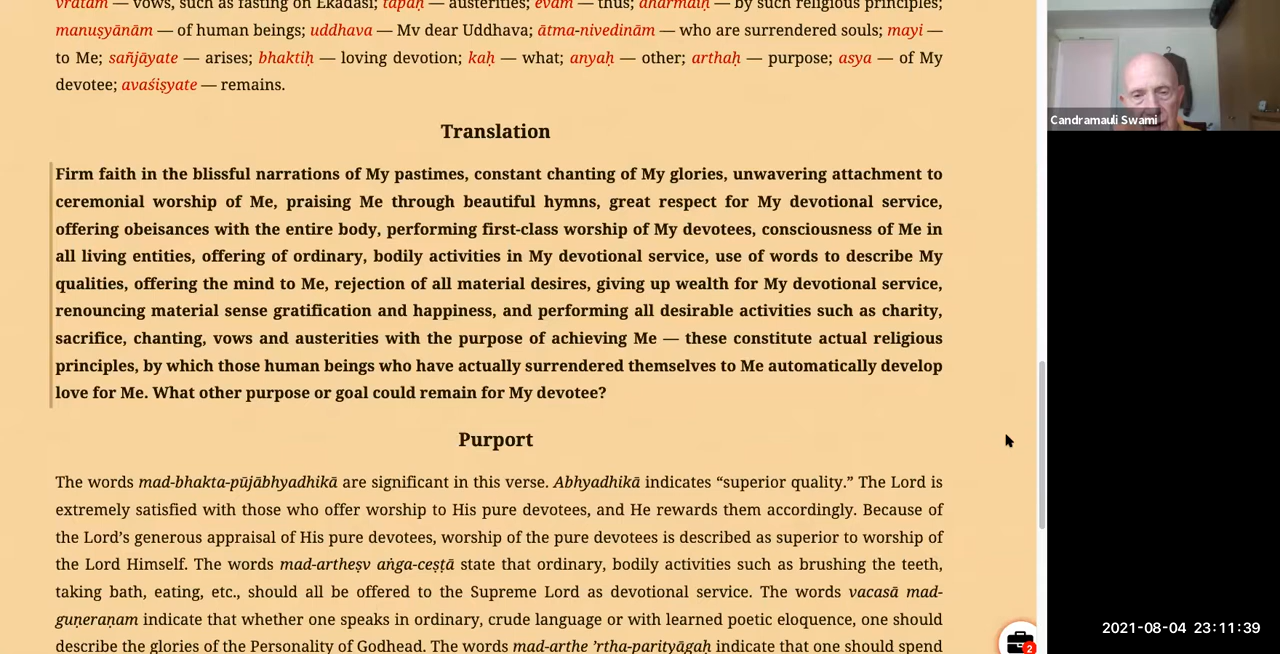 vratam — vows, such as fasting on Ekādaśī; tapaḥ — austerities; evam — thus; dharmaiḥ — by such religious principles;
manuṣyānām — of human beings; uddhava — Mv dear Uddhava; ātma-nivedinām — who are surrendered souls; mayi —
to Me; sañjāyate — arises; bhaktiḥ — loving devotion; kaḥ — what; anyaḥ — other; arthaḥ — purpose; asya — of My
devotee; avaśiṣyate — remains.
Translation
Firm faith in the blissful narrations of My pastimes, constant chanting of My glories, unwavering attachment to
ceremonial worship of Me, praising Me through beautiful hymns, great respect for My devotional service,
offering obeisances with the entire body, performing first-class worship of My devotees, consciousness of Me in
all living entities, offering of ordinary, bodily activities in My devotional service, use of words to describe My
qualities, offering the mind to Me, rejection of all material desires, giving up wealth for My devotional service,
renouncing material sense gratification and happiness, and performing all desirable activities such as charity,
sacrifice, chanting, vows and austerities with the purpose of achieving Me — these constitute actual religious
principles, by which those human beings who have actually surrendered themselves to Me automatically develop
love for Me. What other purpose or goal could remain for My devotee?
Purport
The words mad-bhakta-pūjābhyadhikā are significant in this verse. Abhyadhikā indicates “superior quality.” The Lord is
extremely satisfied with those who offer worship to His pure devotees, and He rewards them accordingly. Because of
the Lord’s generous appraisal of His pure devotees, worship of the pure devotees is described as superior to worship of
the Lord Himself. The words mad-artheṣv aṅga-ceṣṭā state that ordinary, bodily activities such as brushing the teeth,
taking bath, eating, etc., should all be offered to the Supreme Lord as devotional service. The words vacasā mad-
guṇeraṇam indicate that whether one speaks in ordinary, crude language or with learned poetic eloquence, one should
describe the glories of the Personality of Godhead. The words mad-arthe ’rtha-parityāgaḥ indicate that one should spend
Candramauli Swami
2021-08-04 23:11:39
2